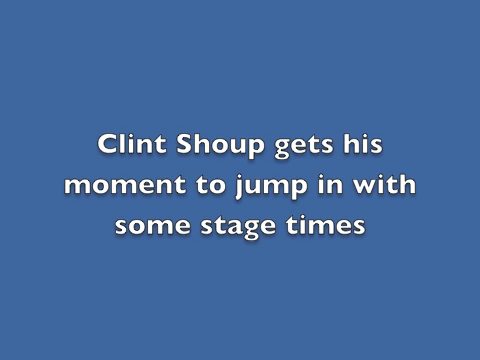 Clint Shoup gets his
moment to jump in with
some stage times